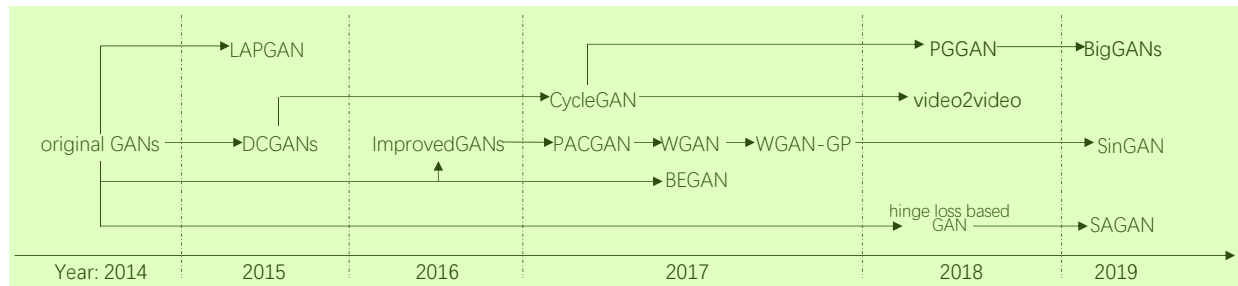 LAPGAN
PGGAN
BigGANs
CycleGAN
video2video
original GANs
DCGANs
ImprovedGANs
PACGAN
WGAN
WGAN-GP
SinGAN
BEGAN
hinge loss based
GAN
SAGAN
Year: 2014
2015
2016
2017
2018
2019